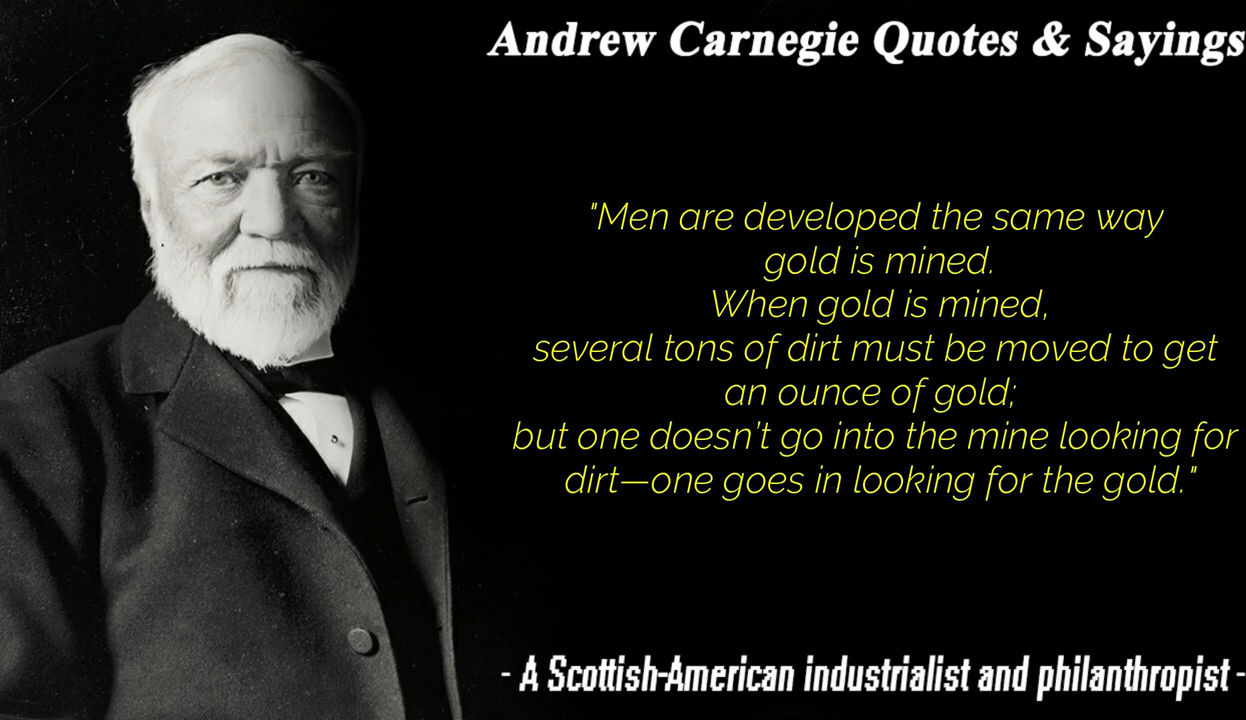 Andrew Carnegie Quotes & Sayings
"Men are developed the same way
gold is mined.
When gold is mined,
several tons of dirt must be moved to get
an ounce of gold;
but one doesn’t go into the mine looking for
dirt—one goes in looking for the gold."
- A Scottish-American industrialist and philanthropist -